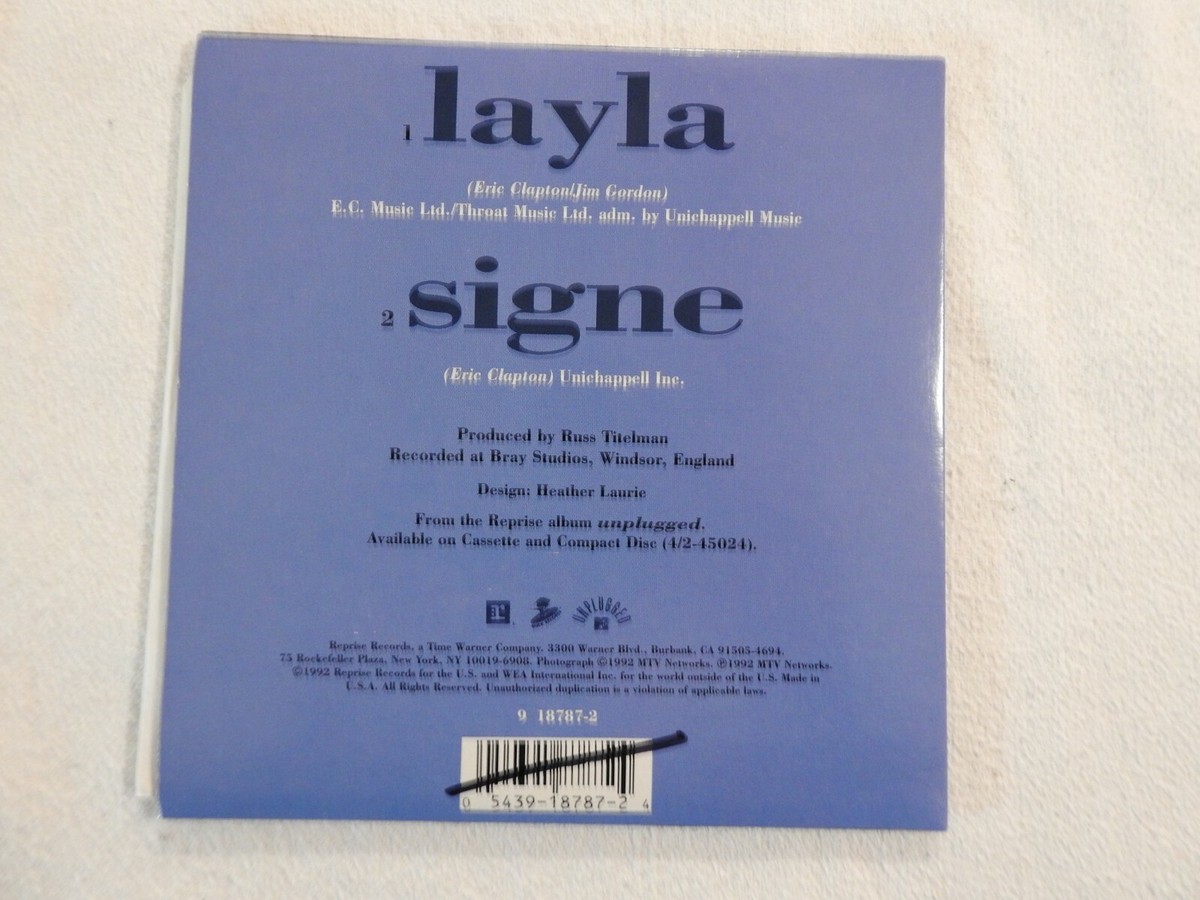 1 layla
(Eric Clapton/Jim Gordon)
E.C. Music Ltd./Throat Music Ltd. adm. by Unichappell Music
2 signe
(Eric Clapton) Unichappell Inc.
Produced by Russ Titelman
Recorded at Bray Studios, Windsor, England
Design: Heather Laurie
From the Reprise album unplugged.
Available on Cassette and Compact Disc (4/2-45024).
UNPLUGGED
Reprise Records, a Time Warner Company. 3300 Warner Blvd., Burbank, CA 91505-4694.
75 Rockefeller Plaza, New York, NY 10019-6908. Photograph ©1992 MTV Networks. ℗1992 MTV Networks.
©1992 Reprise Records for the U.S. and WEA International Inc. for the world outside of the U.S. Made in
U.S.A. All Rights Reserved. Unauthorized duplication is a violation of applicable laws.
9 18787-2
0 5439-18787-2 4